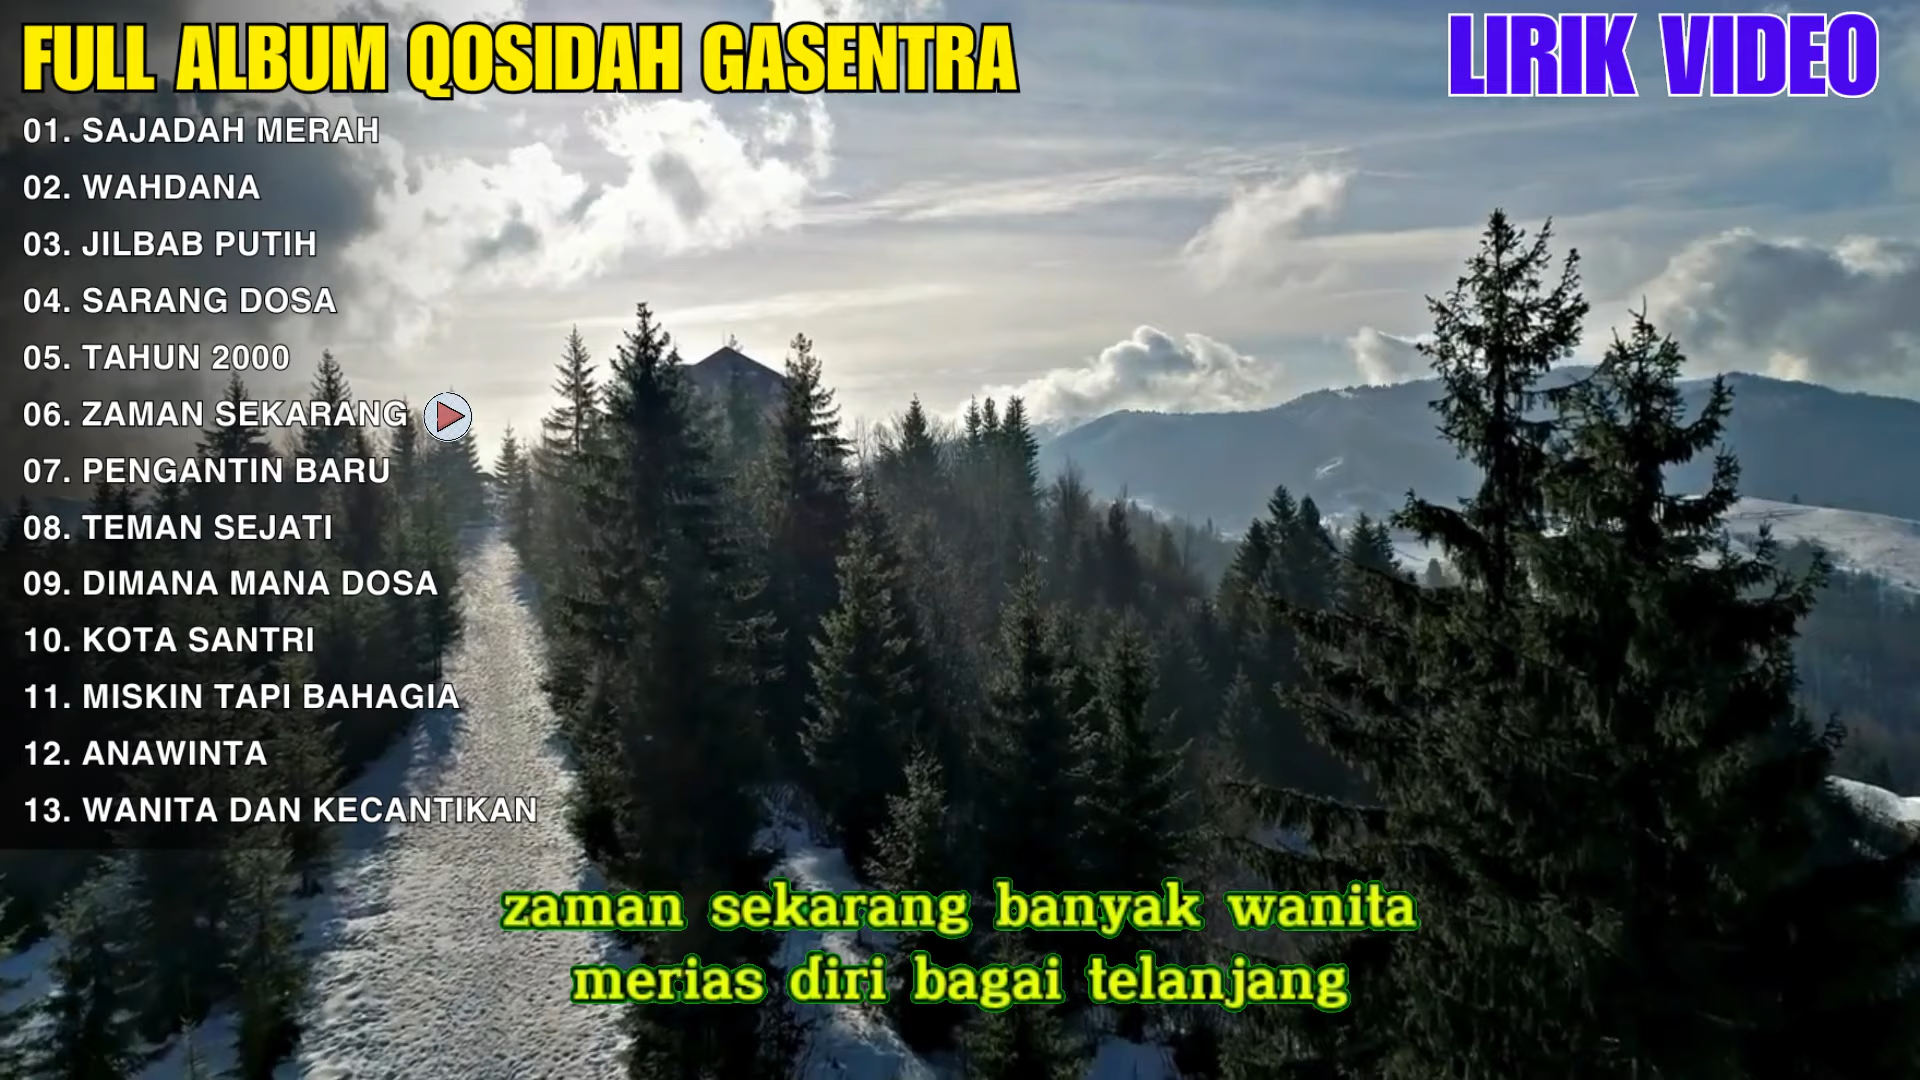 FULL ALBUM QOSIDAH GASENTRA
LIRIK VIDEO
01. SAJADAH MERAH
02. WAHDANA
03. JILBAB PUTIH
04. SARANG DOSA
05. TAHUN 2000
06. ZAMAN SEKARANG
07. PENGANTIN BARU
08. TEMAN SEJATI
09. DIMANA MANA DOSA
10. KOTA SANTRI
11. MISKIN TAPI BAHAGIA
12. ANAWINTA
13. WANITA DAN KECANTIKAN
zaman sekarang banyak wanita
merias diri bagai telanjang